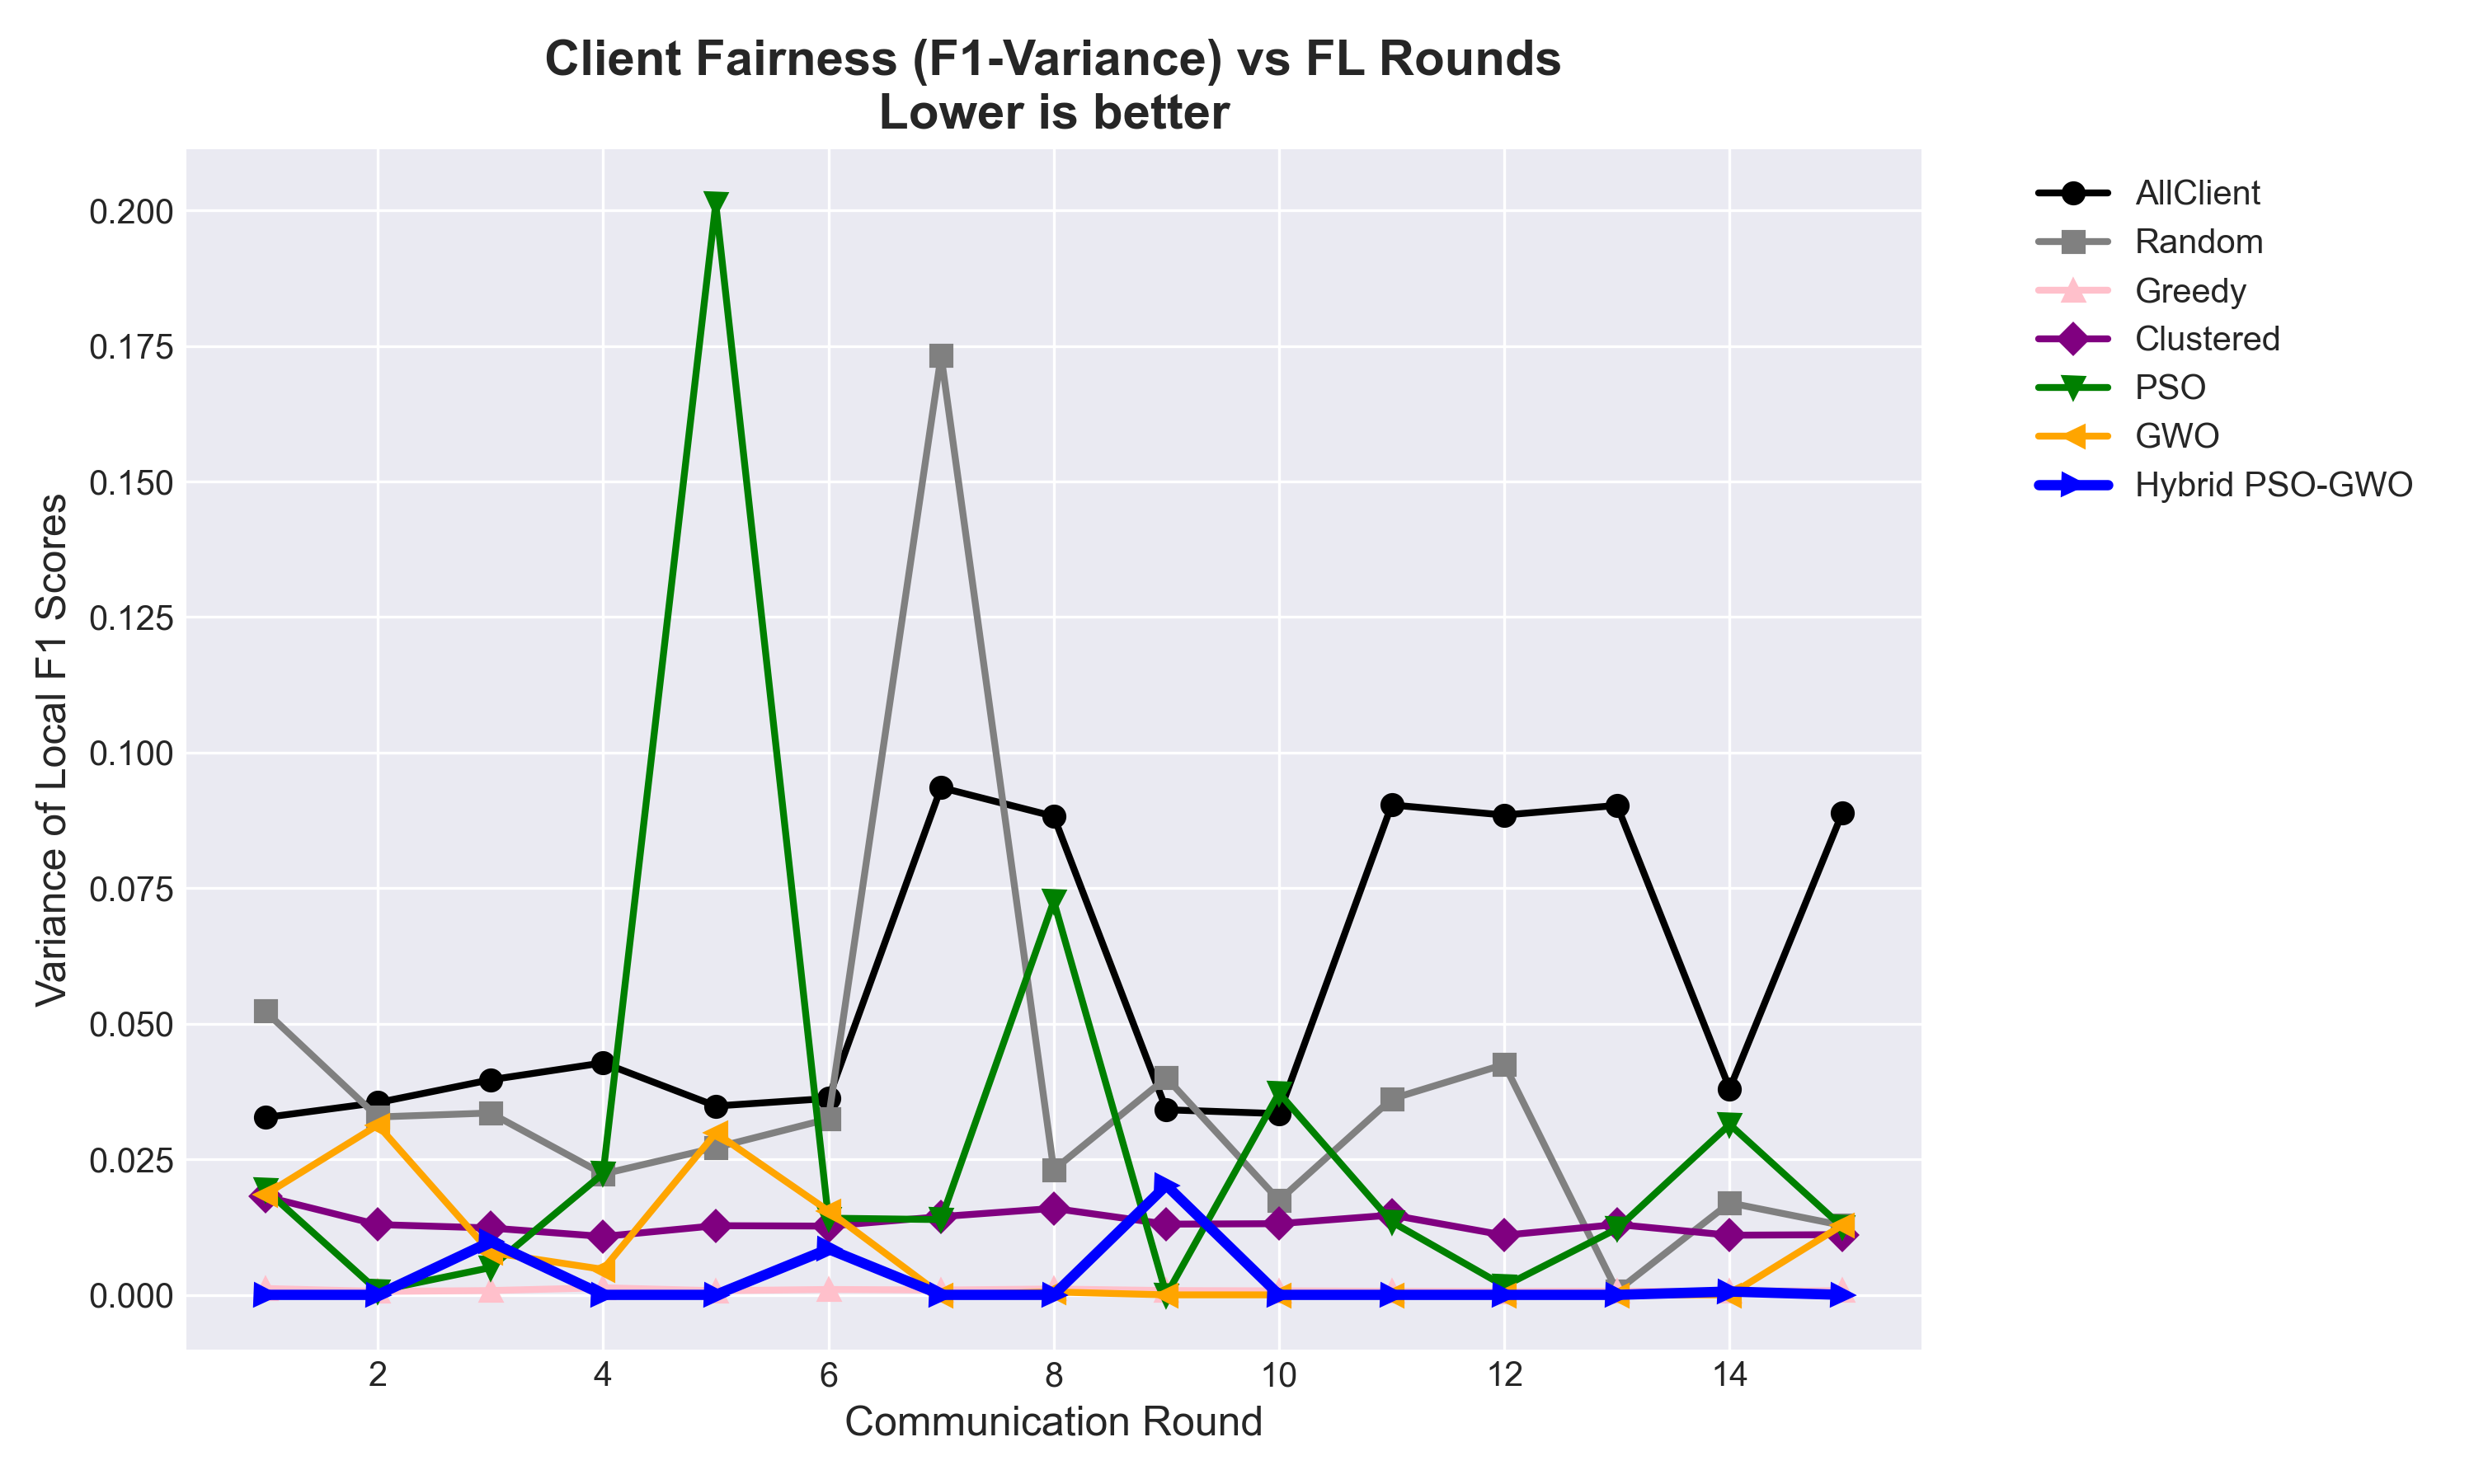 Client Fairness (F1-Variance) vs FL Rounds
Lower is better
Variance of Local F1 Scores
0.200
0.175
0.150
0.125
0.100
0.075
0.050
0.025
0.000
2 4 6 8 10 12 14
Communication Round
AllClient
Random
Greedy
Clustered
PSO
GWO
Hybrid PSO-GWO